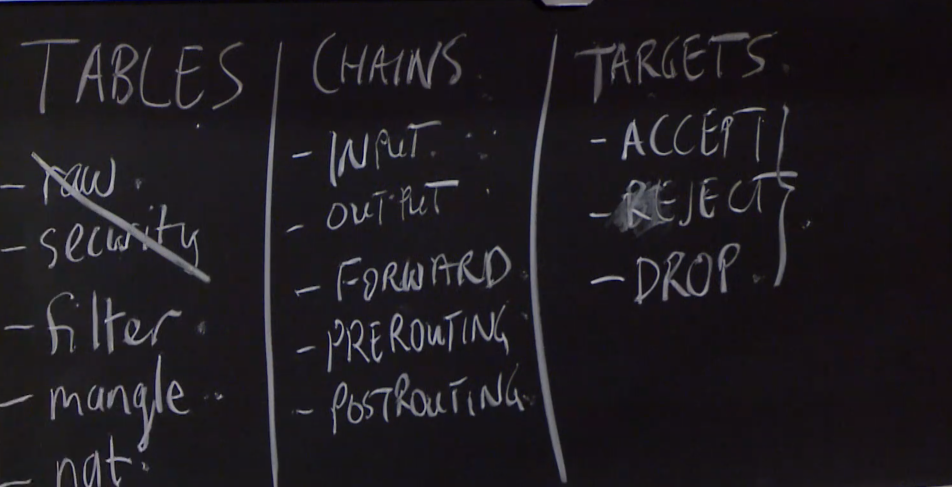 TABLES
- raw
- security
- filter
- mangle
- nat
CHAINS
- INPUT
- OUTPUT
- FORWARD
- PREROUTING
- POSTROUTING
TARGETS
- ACCEPT
- REJECT
- DROP